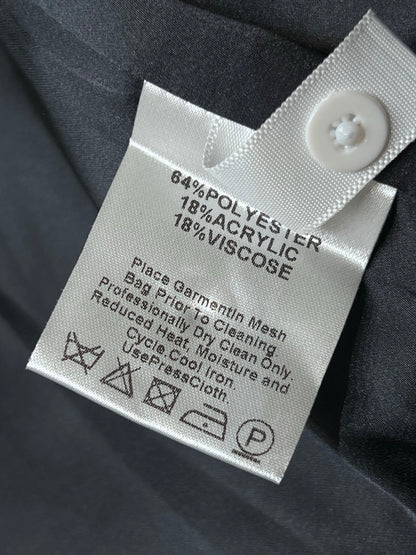 64%POLYESTER
18%ACRYLIC
18%VISCOSE
Place GarmentIn Mesh
Bag Prior To Cleaning.
Professionally Dry Clean Only.
Reduced Heat, Moisture and
Cycle Cool Iron.
UsePressCloth.
P